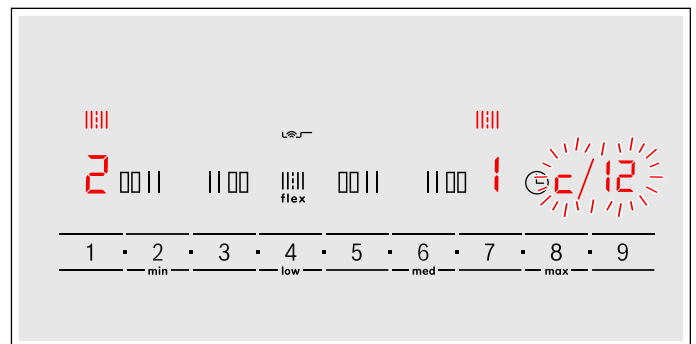 2 1 c/12
flex
1 · 2 · 3 · 4 · 5 · 6 · 7 · 8 · 9
min low med max